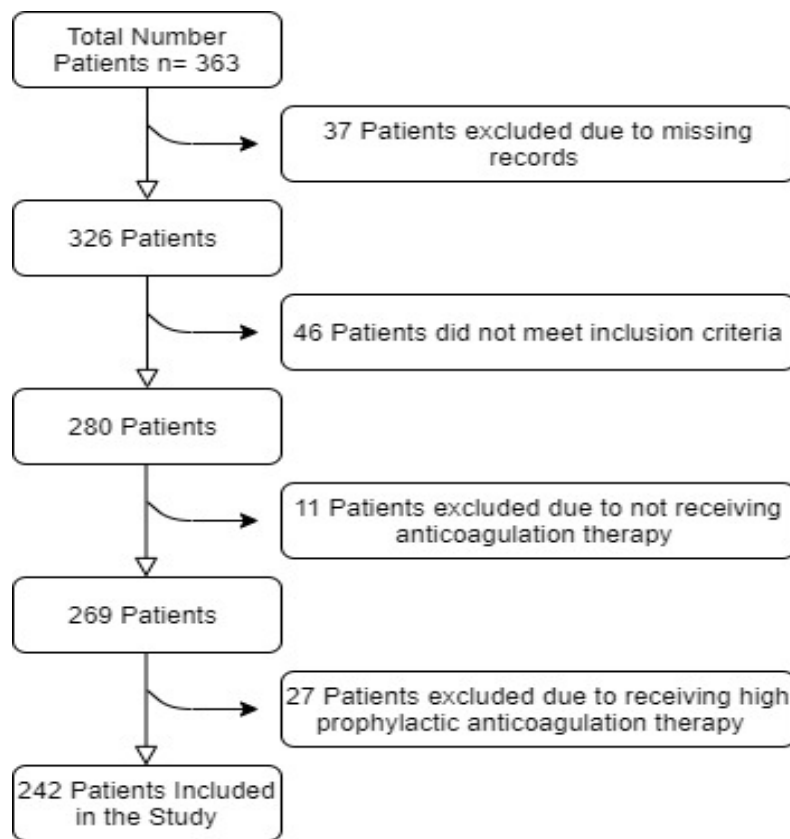 Total Number
Patients n= 363
37 Patients excluded due to missing
records
326 Patients
46 Patients did not meet inclusion criteria
280 Patients
11 Patients excluded due to not receiving
anticoagulation therapy
269 Patients
27 Patients excluded due to receiving high
prophylactic anticoagulation therapy
242 Patients Included
in the Study